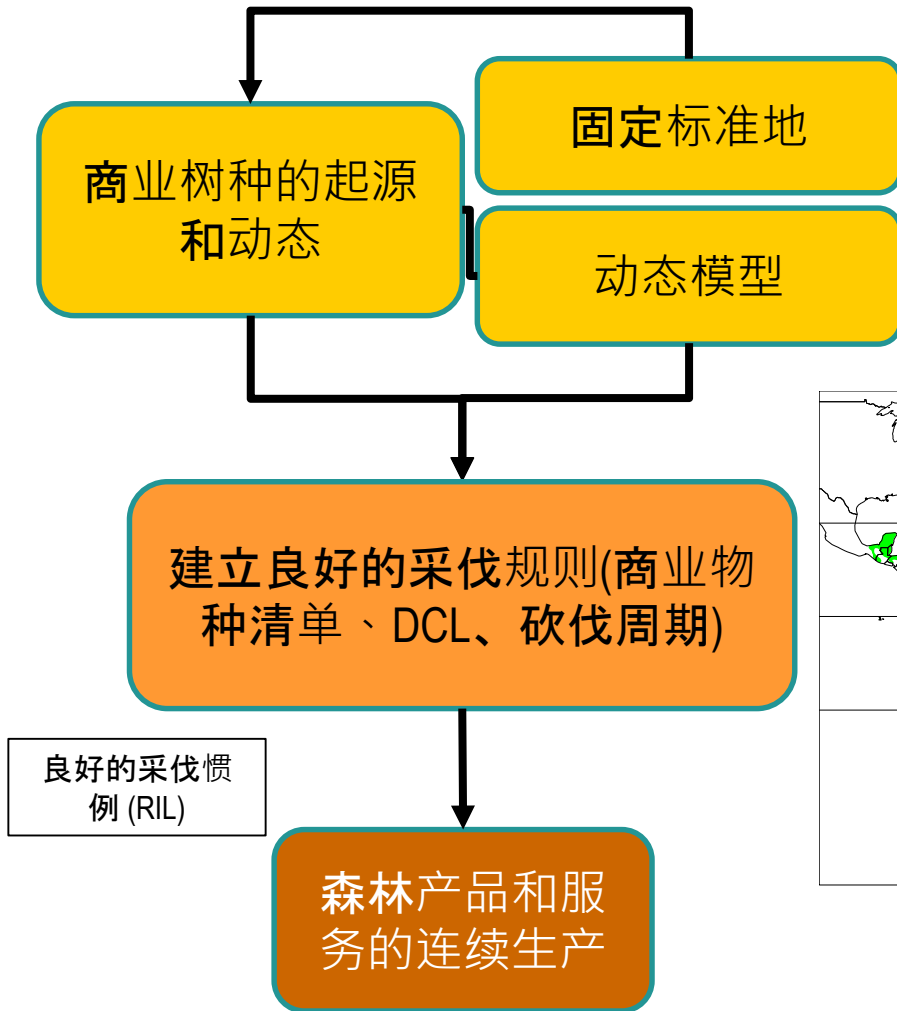 固定标准地
商业树种的起源
和动态
动态模型
建立良好的采伐规则(商业物
种清单、DCL、砍伐周期)
良好的采伐惯
例 (RIL)
森林产品和服
务的连续生产